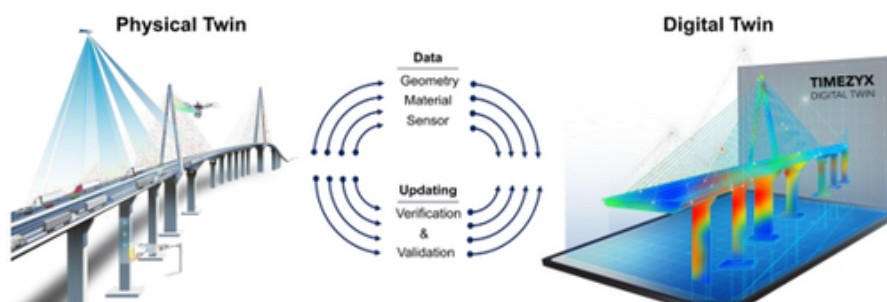 Physical Twin
Digital Twin
Data
Geometry
Material
Sensor
Updating
Verification
&
Validation
TIMEZYX
DIGITAL TWIN